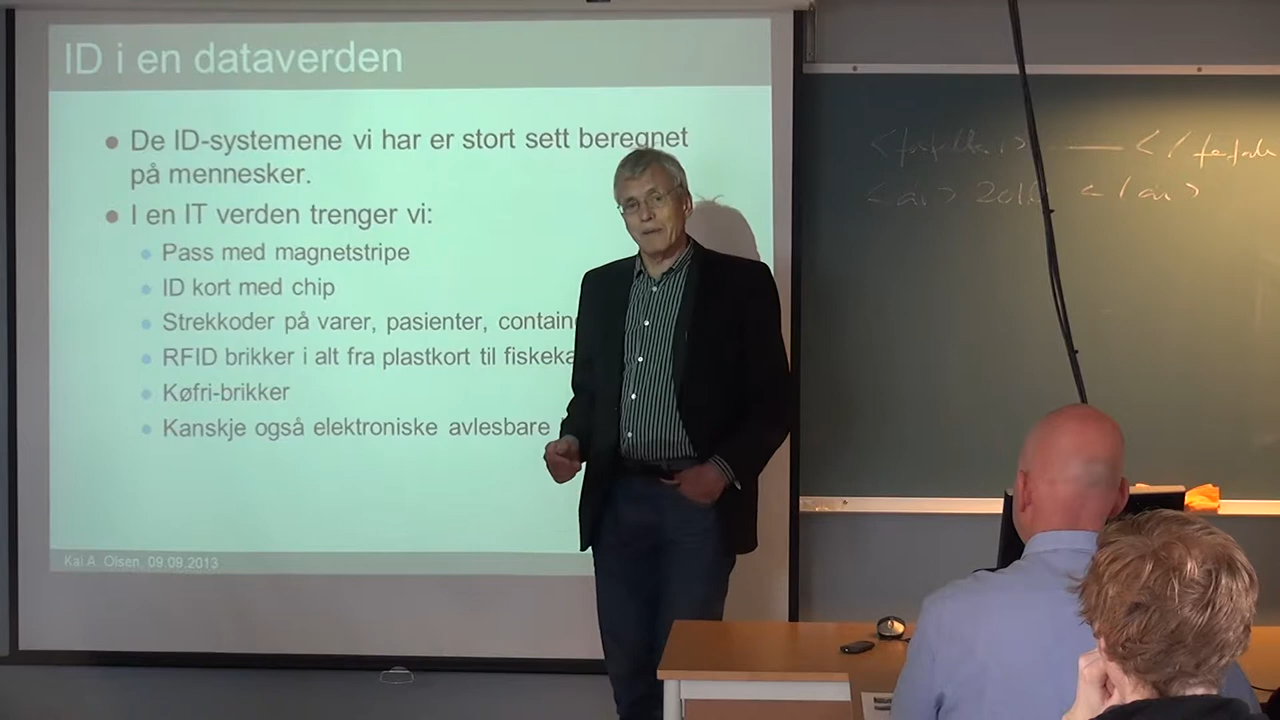 ID i en dataverden
De ID-systemene vi har er stort sett beregnet
på mennesker.
I en IT verden trenger vi:
Pass med magnetstripe
ID kort med chip
Strekkoder på varer, pasienter,
RFID brikker i alt fra plastkort til
Køfri-brikker
Kanskje også elektroniske avlesbare
Kai A. Olsen, 09.09.2013